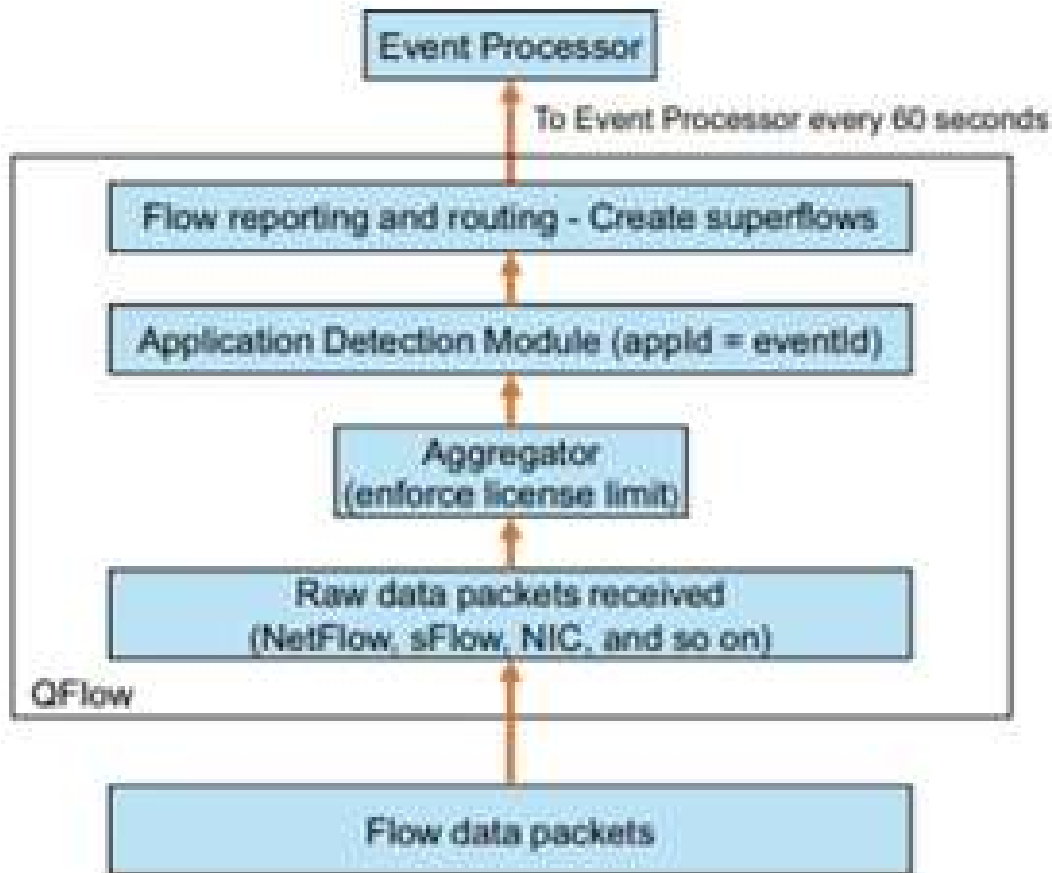 Event Processor
To Event Processor every 60 seconds
Flow reporting and routing - Create superflows
Application Detection Module (appId = eventId)
Aggregator
(enforce license limit)
Raw data packets received
(NetFlow, sFlow, NIC, and so on)
QFlow
Flow data packets